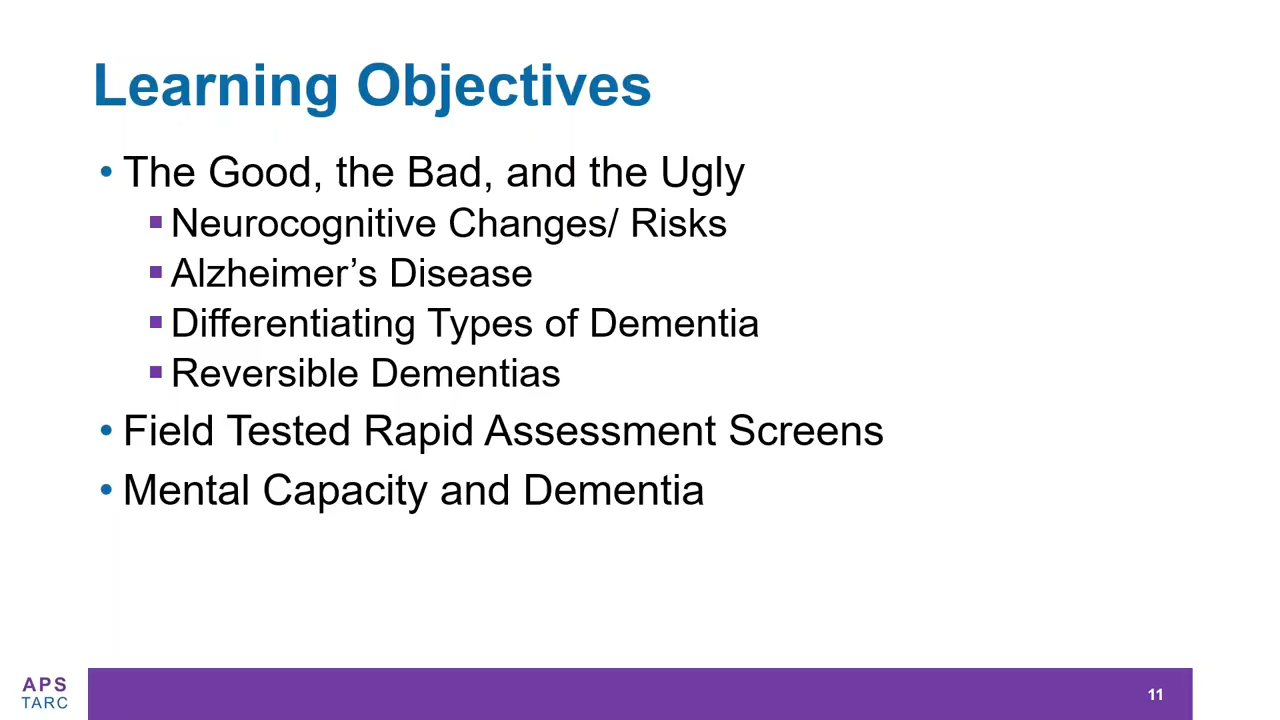 Learning Objectives
• The Good, the Bad, and the Ugly
▪ Neurocognitive Changes/ Risks
▪ Alzheimer’s Disease
▪ Differentiating Types of Dementia
▪ Reversible Dementias
• Field Tested Rapid Assessment Screens
• Mental Capacity and Dementia
APS
TARC
11